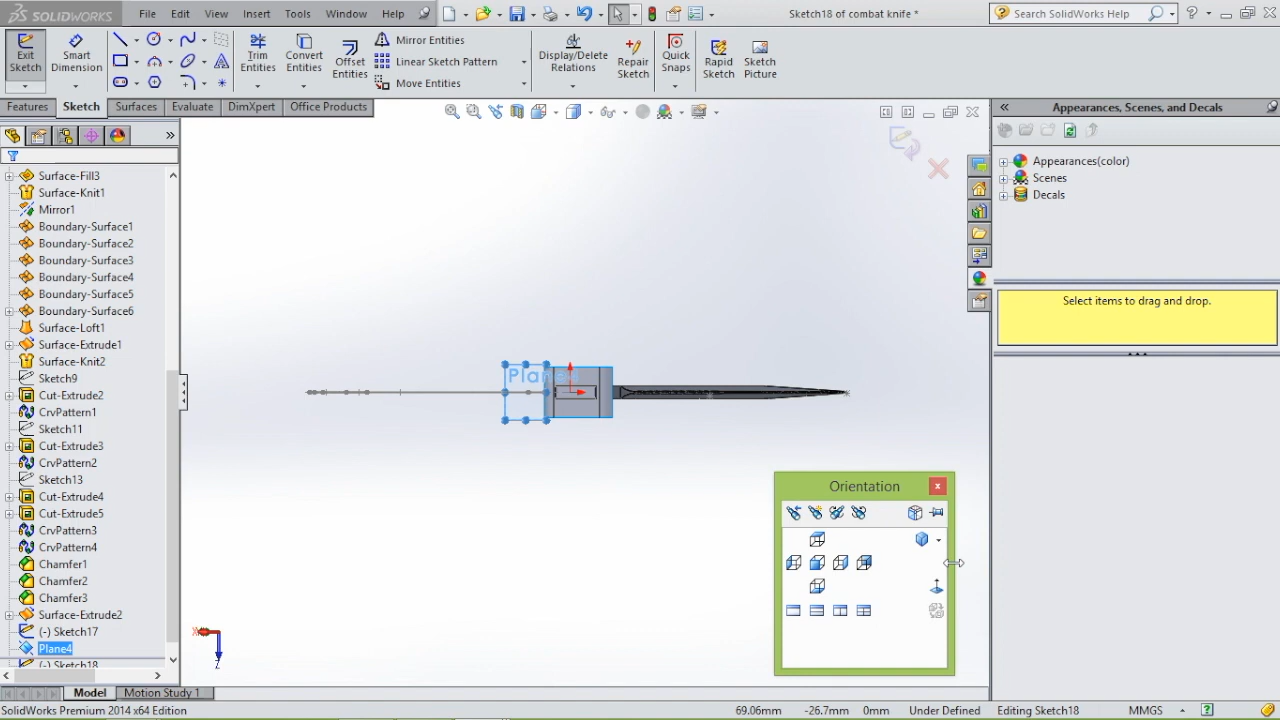 SOLIDWORKS
File Edit View Insert Tools Window Help
Sketch18 of combat knife *
Search SolidWorks Help
Exit Sketch
Smart Dimension
Trim Entities
Convert Entities
Offset Entities
Mirror Entities
Linear Sketch Pattern
Move Entities
Display/Delete Relations
Repair Sketch
Quick Snaps
Rapid Sketch
Sketch Picture
Features Sketch Surfaces Evaluate DimXpert Office Products
Appearances, Scenes, and Decals
Appearances(color)
Scenes
Decals
Select items to drag and drop.
Surface-Fill3
Surface-Knit1
Mirror1
Boundary-Surface1
Boundary-Surface2
Boundary-Surface3
Boundary-Surface4
Boundary-Surface5
Boundary-Surface6
Surface-Loft1
Surface-Extrude1
Surface-Knit2
Sketch9
Cut-Extrude2
CrvPattern1
Sketch11
Cut-Extrude3
CrvPattern2
Sketch13
Cut-Extrude4
Cut-Extrude5
CrvPattern3
CrvPattern4
Chamfer1
Chamfer2
Chamfer3
Surface-Extrude2
(-) Sketch17
Plane4
(-) Sketch18
Orientation
X
Z
Model Motion Study 1
SolidWorks Premium 2014 x64 Edition
69.06mm -26.7mm 0mm Under Defined Editing Sketch18 MMGS